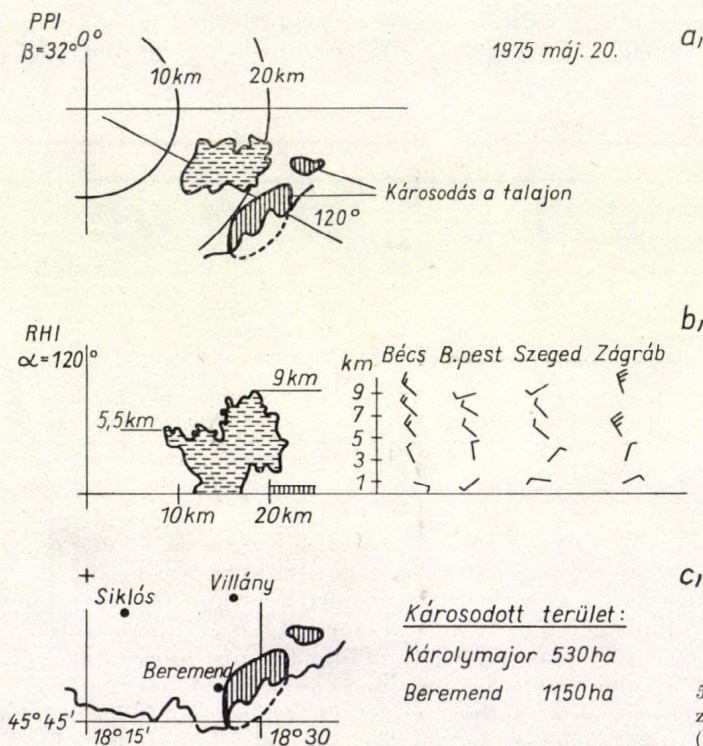 PPI
β=32°
0°
10km
20km
1975 máj. 20.
a,
Károsodás a talajon
120°
b,
RHI
α=120°
5,5km
9km
10km
20km
km
Bécs B.pest Szeged Zágráb
9
7
5
3
1
c,
Siklós
Villány
Beremend
45°45'
18°15'
18°30
Károsodott terület:
Károlymajor 530ha
Beremend 1150ha
5
z
(